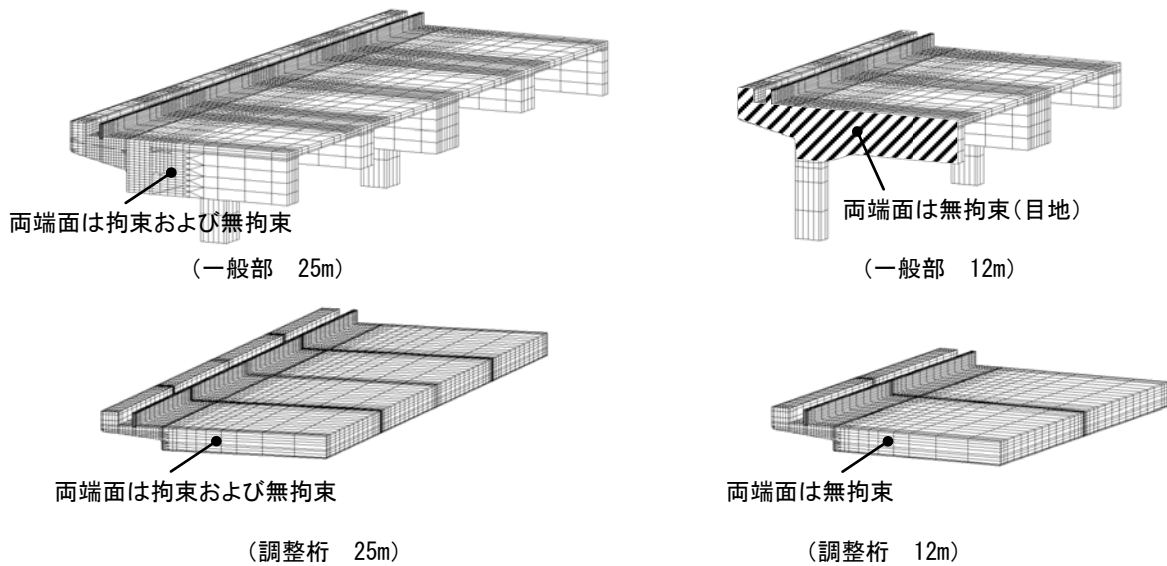 両端面は拘束および無拘束
（一般部　25m）
両端面は無拘束（目地）
（一般部　12m）
両端面は拘束および無拘束
（調整桁　25m）
両端面は無拘束
（調整桁　12m）